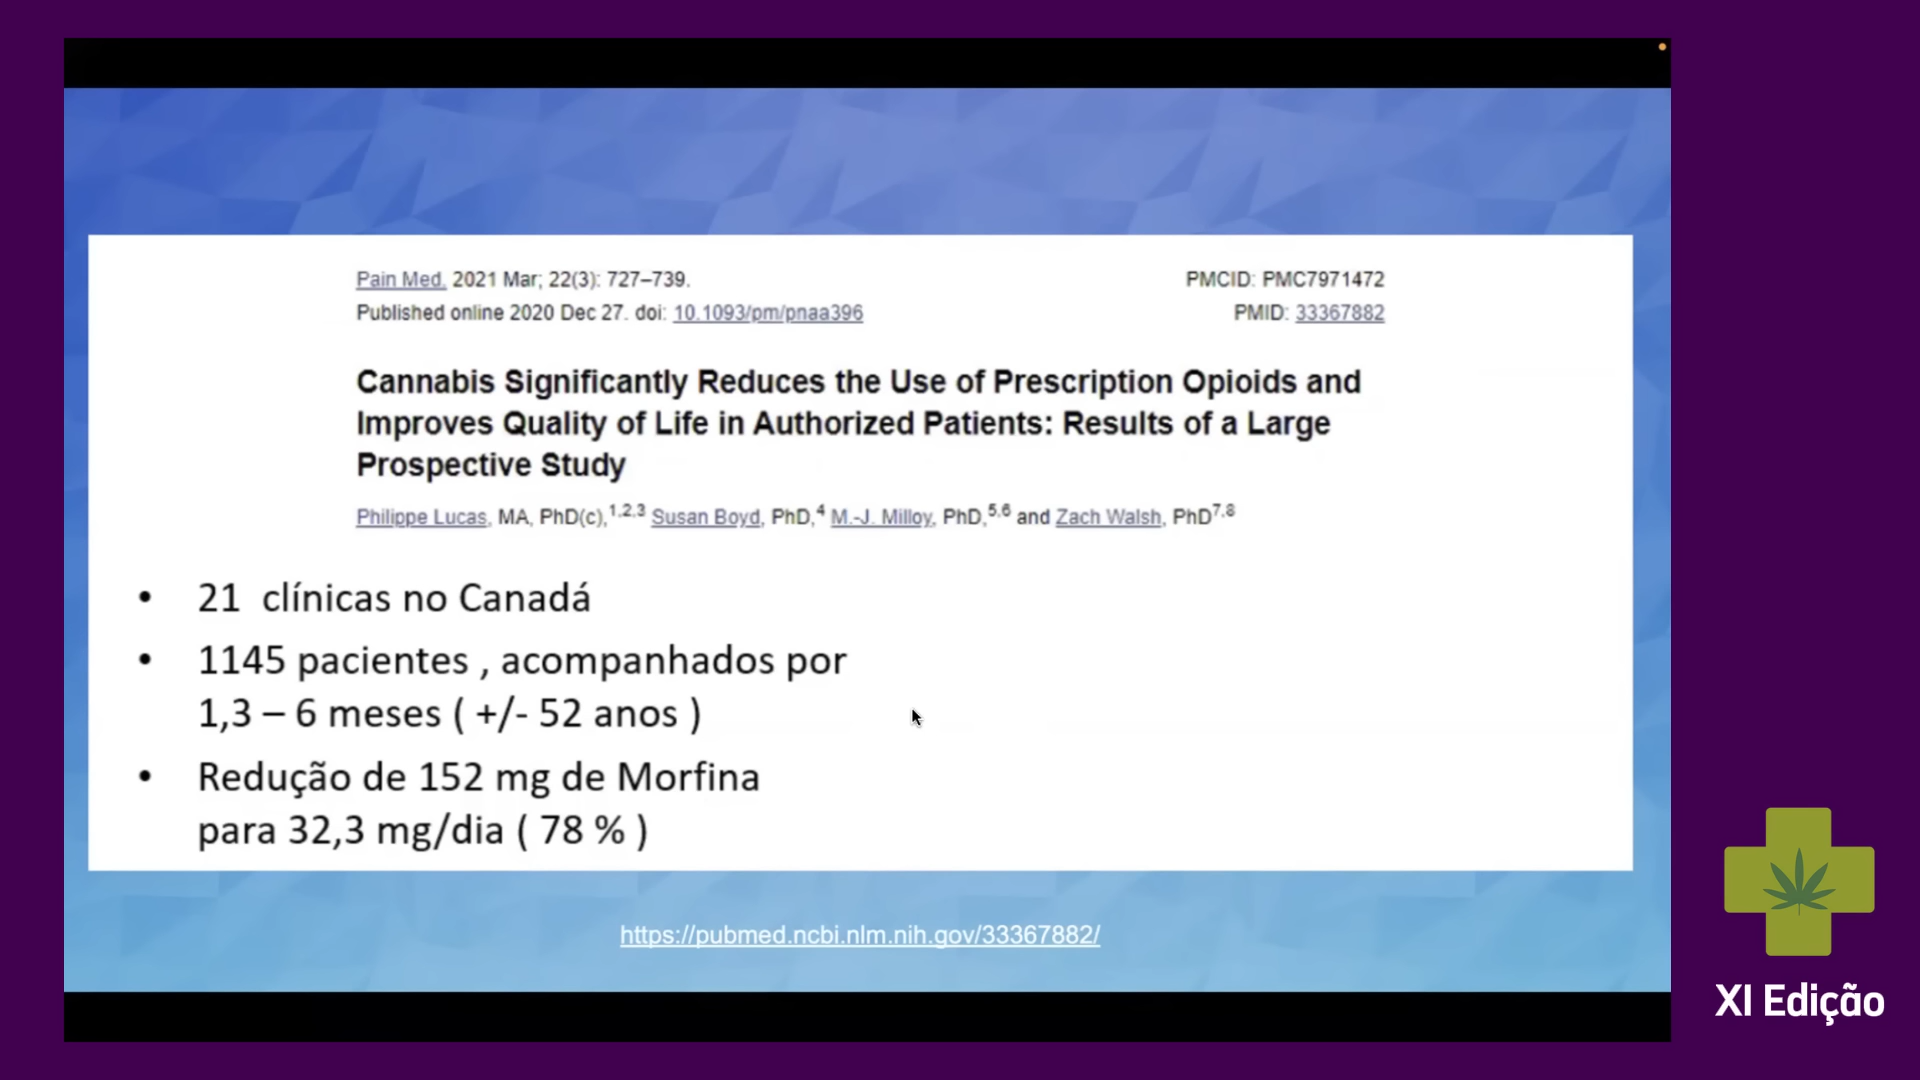 Pain Med. 2021 Mar; 22(3): 727–739.
PMCID: PMC7971472
Published online 2020 Dec 27. doi: 10.1093/pm/pnaa396
PMID: 33367882
Cannabis Significantly Reduces the Use of Prescription Opioids and
Improves Quality of Life in Authorized Patients: Results of a Large
Prospective Study
Philippe Lucas, MA, PhD(c),1,2,3 Susan Boyd, PhD,4 M.-J. Milloy, PhD,5,6 and Zach Walsh, PhD7,8
• 21 clínicas no Canadá
• 1145 pacientes , acompanhados por
1,3 – 6 meses ( +/- 52 anos )
• Redução de 152 mg de Morfina
para 32,3 mg/dia ( 78 % )
https://pubmed.ncbi.nlm.nih.gov/33367882/
XI Edição